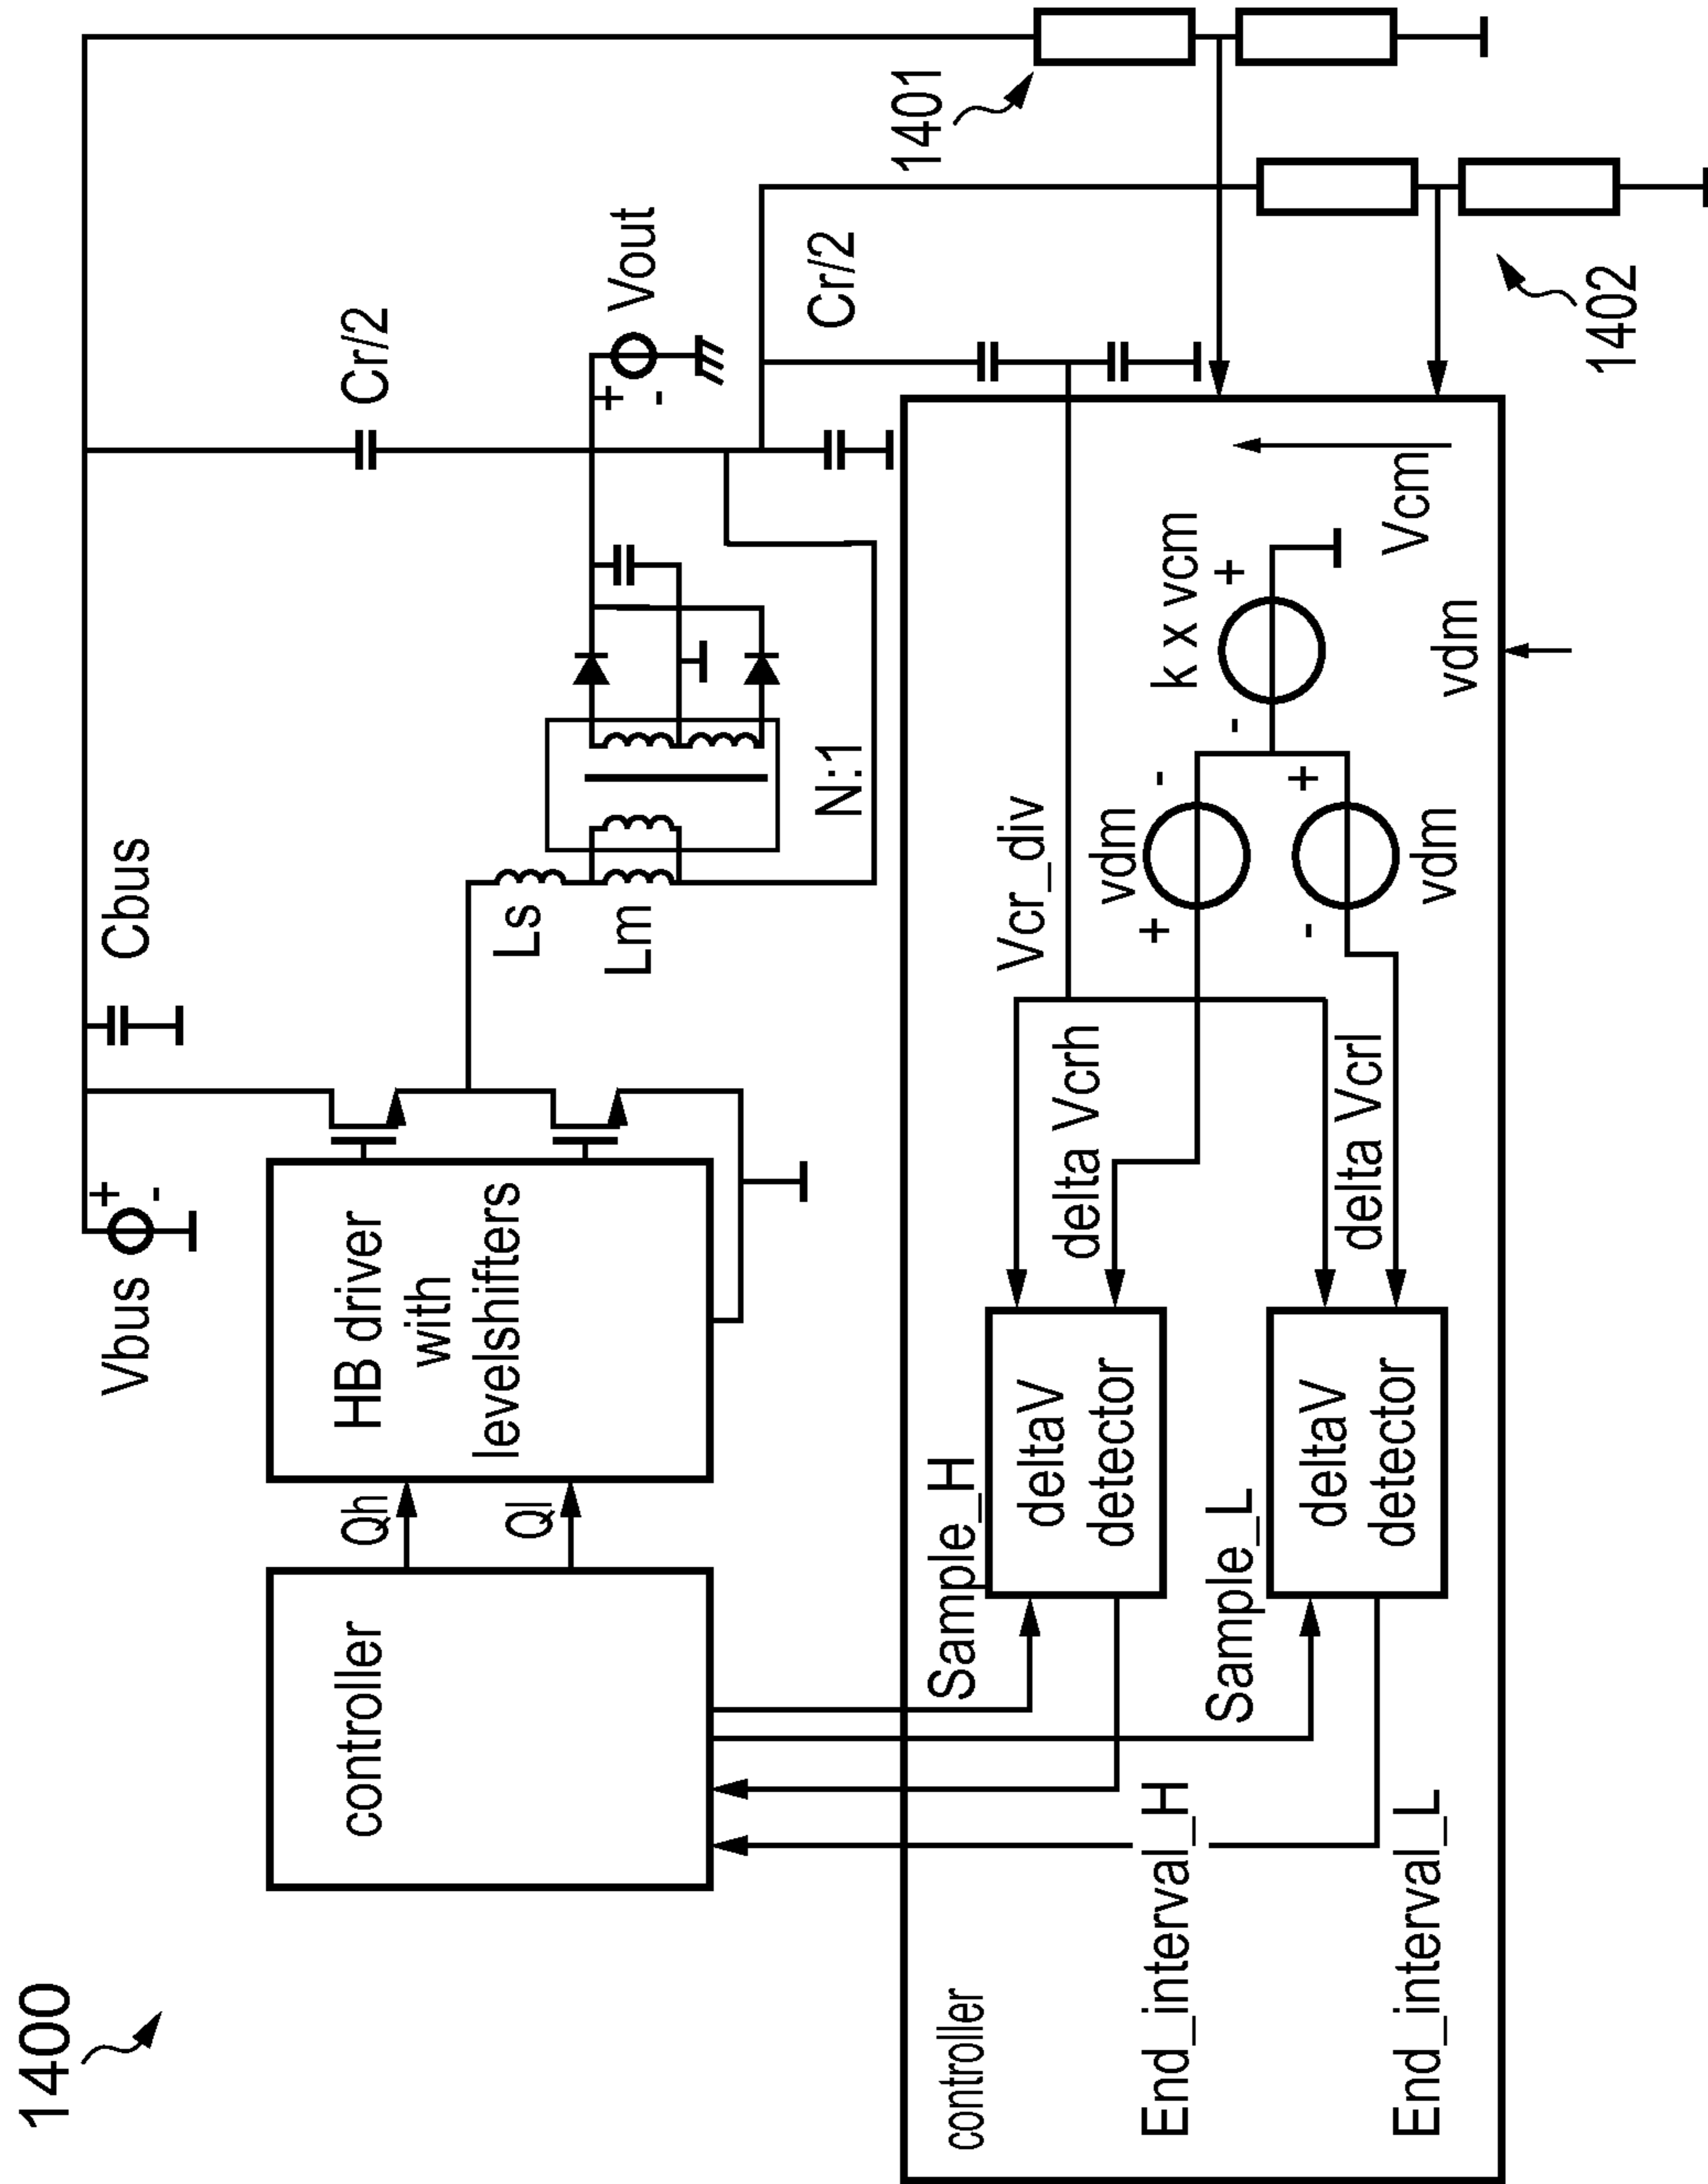 1400
Vbus
+
-
Cbus
controller
Qh
Ql
HB driver
with
levelshifters
Ls
Lm
N:1
Cr/2
+
-
Vout
Cr/2
1401
1402
controller
Sample_H
Sample_L
End_interval_H
End_interval_L
deltaV
detector
deltaV
detector
delta Vcrh
delta Vcrl
Vcr_div
+
vdm
-
-
vdm
+
-
k x vcm
+
Vcm
vdm